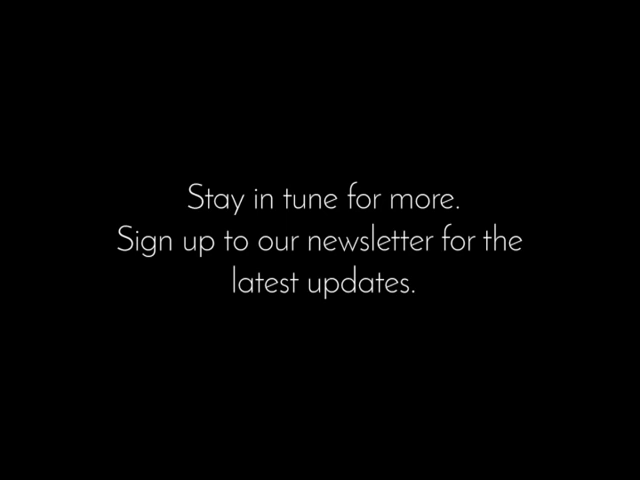 Stay in tune for more.
Sign up to our newsletter for the
latest updates.